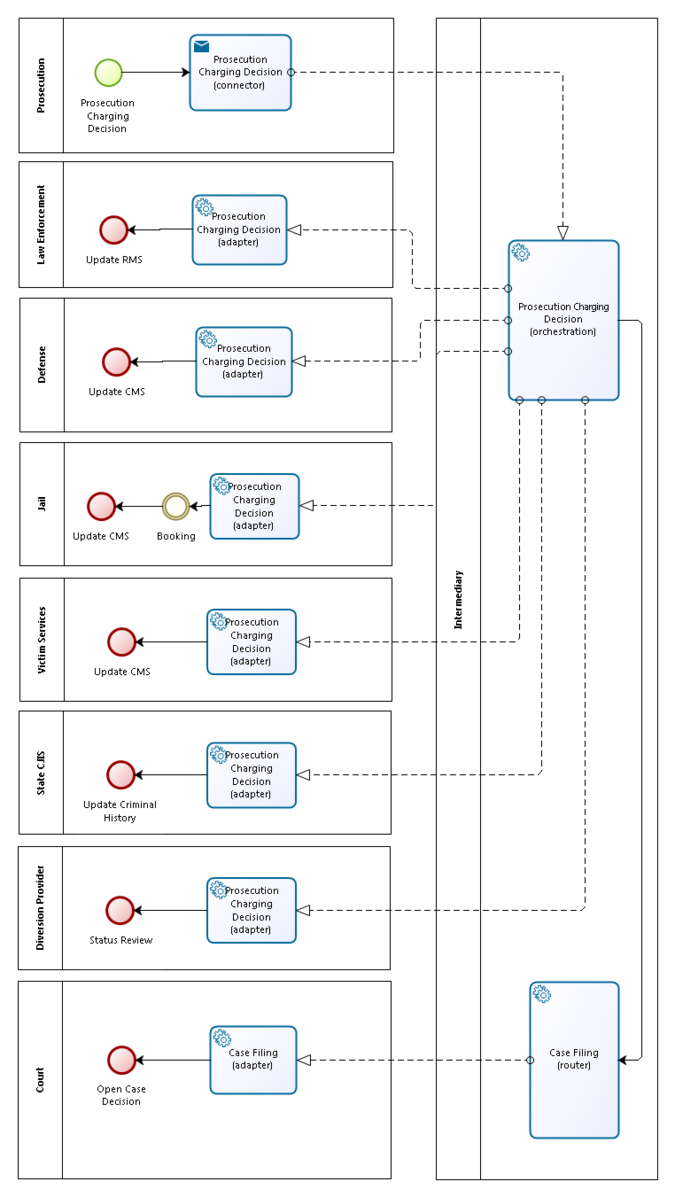 Prosecution
Prosecution
Charging
Decision
Prosecution
Charging Decision
(connector)
Law Enforcement
Update RMS
Prosecution
Charging Decision
(adapter)
Defense
Update CMS
Prosecution
Charging Decision
(adapter)
Jail
Update CMS
Booking
Prosecution
Charging
Decision
(adapter)
Victim Services
Update CMS
Prosecution
Charging
Decision
(adapter)
State CJIS
Update Criminal
History
Prosecution
Charging
Decision
(adapter)
Diversion Provider
Status Review
Prosecution
Charging
Decision
(adapter)
Court
Open Case
Decision
Case Filing
(adapter)
Intermediary
Prosecution Charging
Decision
(orchestration)
Case Filing
(router)